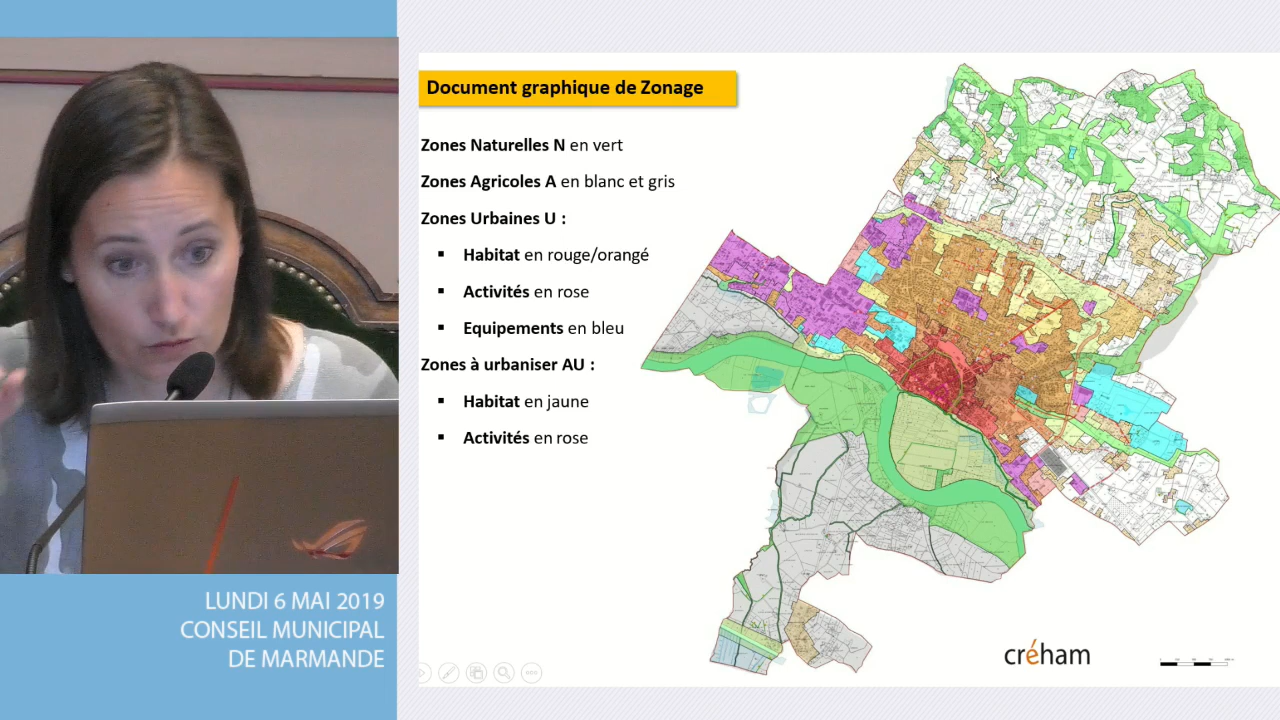 Document graphique de Zonage
Zones Naturelles N en vert
Zones Agricoles A en blanc et gris
Zones Urbaines U :
▪ Habitat en rouge/orangé
▪ Activités en rose
▪ Equipements en bleu
Zones à urbaniser AU :
▪ Habitat en jaune
▪ Activités en rose
créham
LUNDI 6 MAI 2019
CONSEIL MUNICIPAL
DE MARMANDE